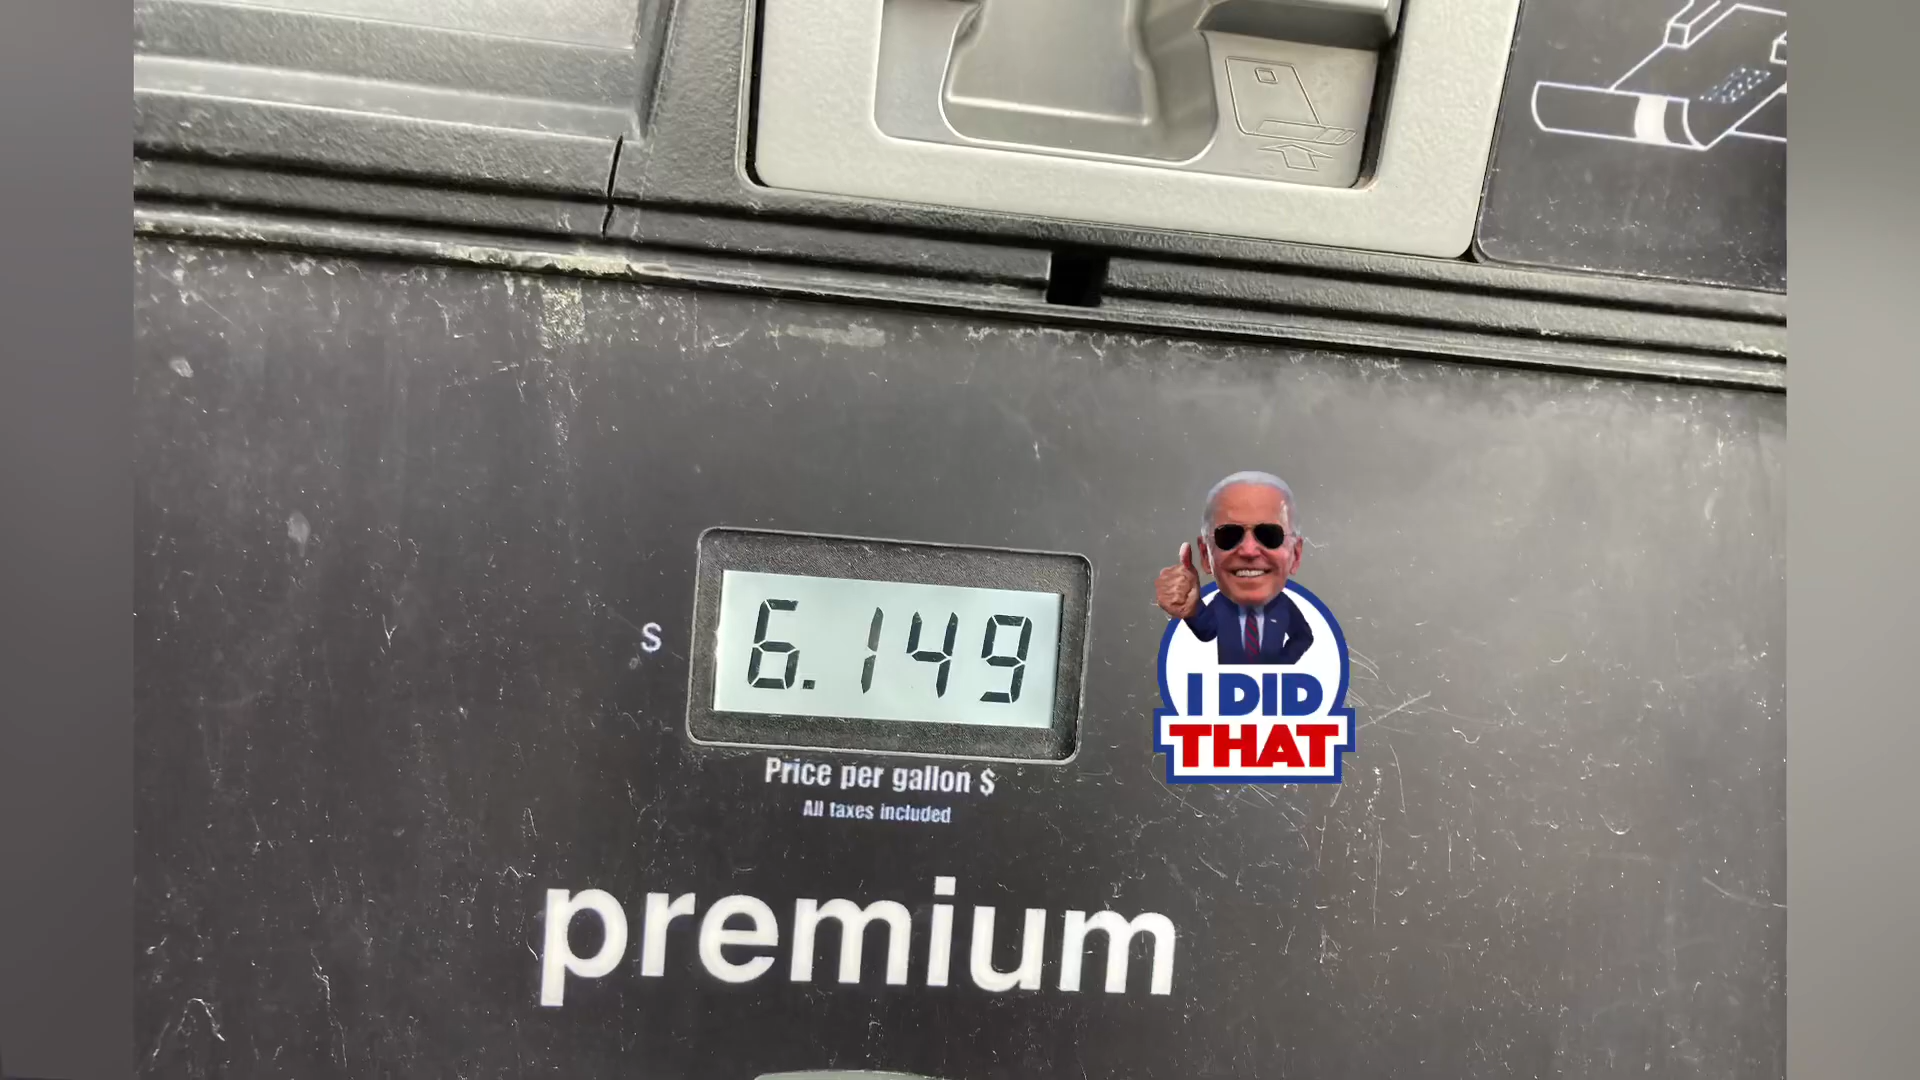 $ 6.149
Price per gallon $
All taxes included
I DID
THAT
premium